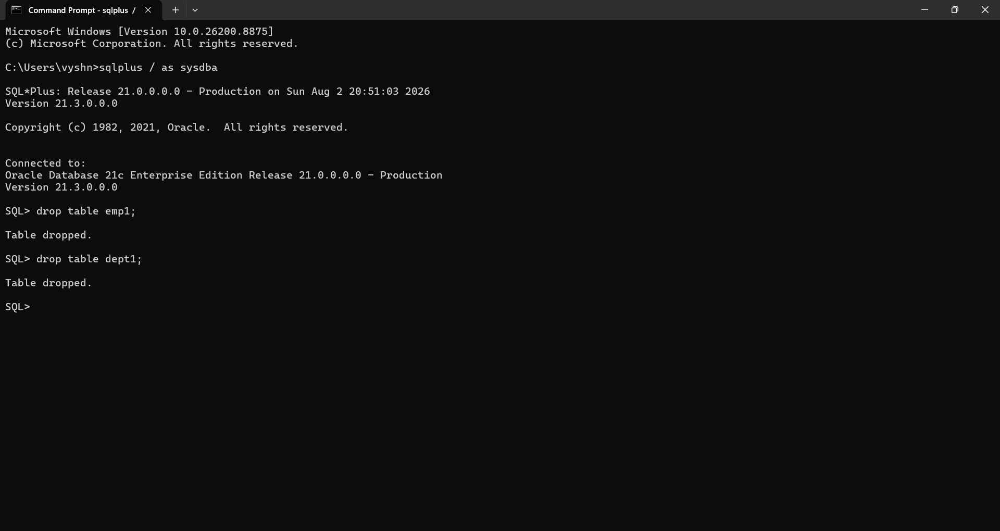 Command Prompt - sqlplus /
Microsoft Windows [Version 10.0.26200.8875]
(c) Microsoft Corporation. All rights reserved.
C:\Users\vyshn>sqlplus / as sysdba
SQL*Plus: Release 21.0.0.0.0 - Production on Sun Aug 2 20:51:03 2026
Version 21.3.0.0.0
Copyright (c) 1982, 2021, Oracle.  All rights reserved.
Connected to:
Oracle Database 21c Enterprise Edition Release 21.0.0.0.0 - Production
Version 21.3.0.0.0
SQL> drop table emp1;
Table dropped.
SQL> drop table dept1;
Table dropped.
SQL>